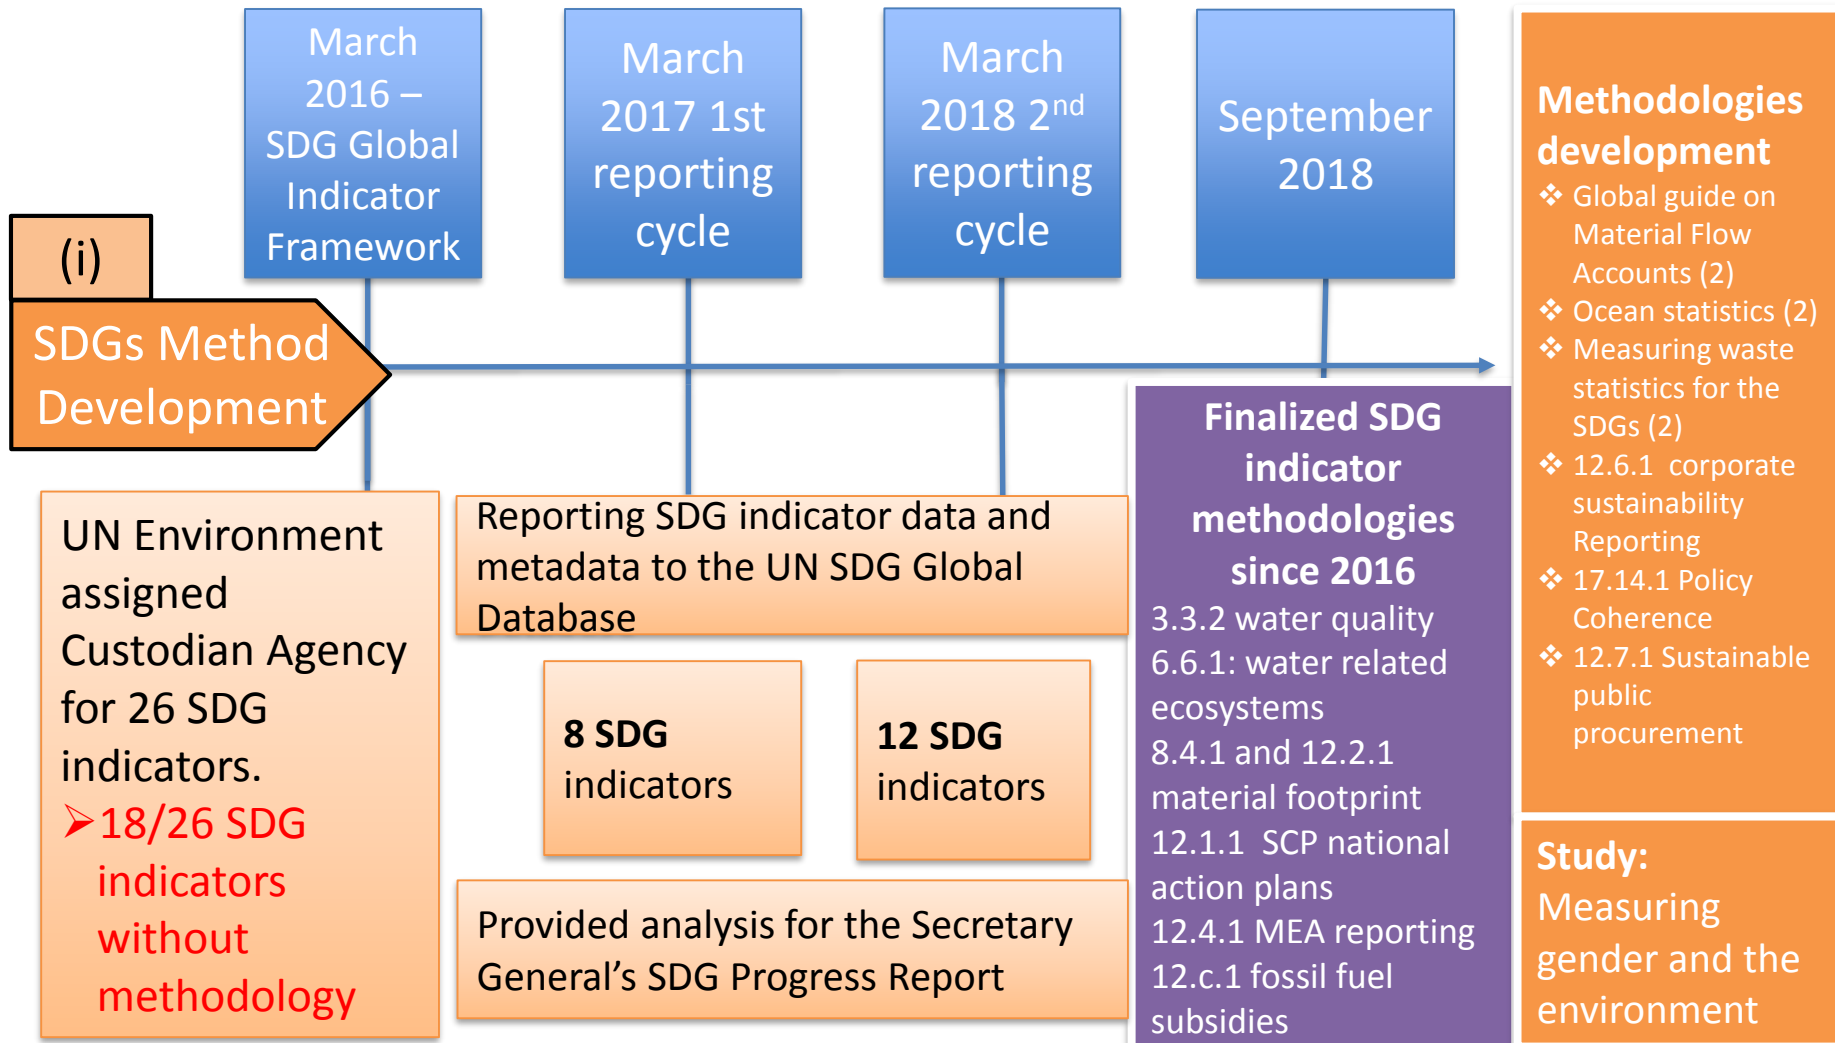 (i)
SDGs Method
Development
March
2016 –
SDG Global
Indicator
Framework
March
2017 1st
reporting
cycle
March
2018 2nd
reporting
cycle
September
2018
UN Environment
assigned
Custodian Agency
for 26 SDG
indicators.
➢18/26 SDG
indicators
without
methodology
Reporting SDG indicator data and
metadata to the UN SDG Global
Database
8 SDG
indicators
12 SDG
indicators
Provided analysis for the Secretary
General’s SDG Progress Report
Finalized SDG
indicator
methodologies
since 2016
3.3.2 water quality
6.6.1: water related
ecosystems
8.4.1 and 12.2.1
material footprint
12.1.1  SCP national
action plans
12.4.1 MEA reporting
12.c.1 fossil fuel
subsidies
Methodologies
development
❖ Global guide on
Material Flow
Accounts (2)
❖ Ocean statistics (2)
❖ Measuring waste
statistics for the
SDGs (2)
❖ 12.6.1  corporate
sustainability
Reporting
❖ 17.14.1 Policy
Coherence
❖ 12.7.1 Sustainable
public
procurement
Study:
Measuring
gender and the
environment